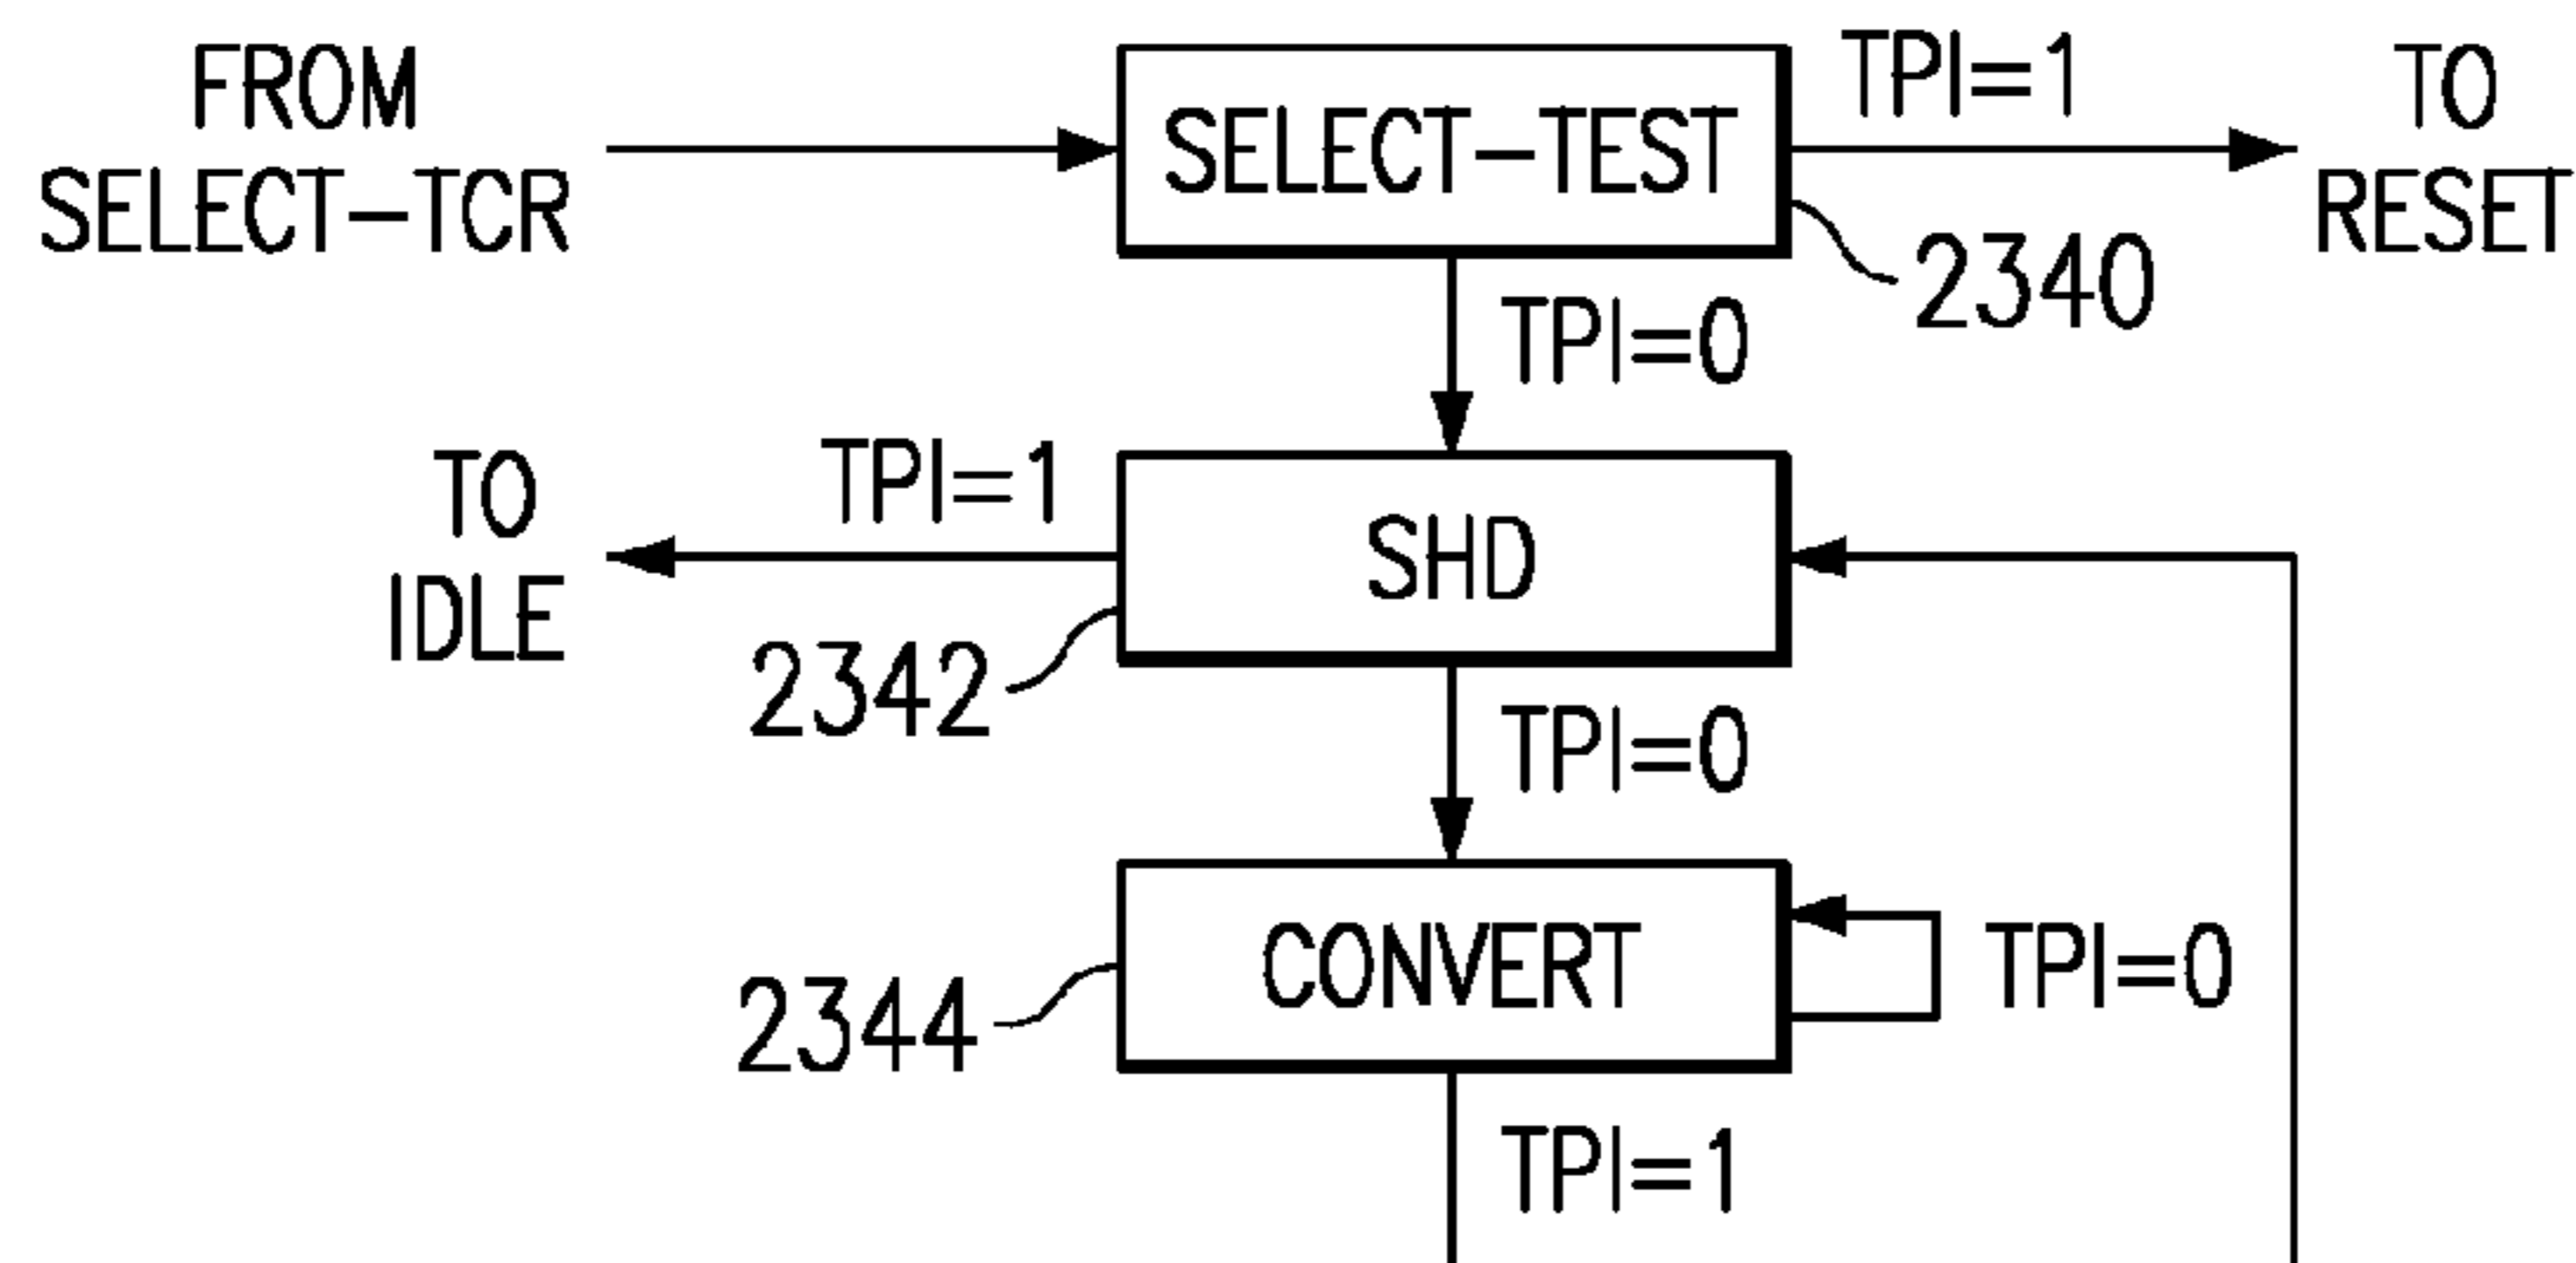 FROM
SELECT-TCR
SELECT-TEST
TPI=1
TO
RESET
2340
TPI=0
TO
IDLE
TPI=1
SHD
2342
TPI=0
CONVERT
TPI=0
2344
TPI=1